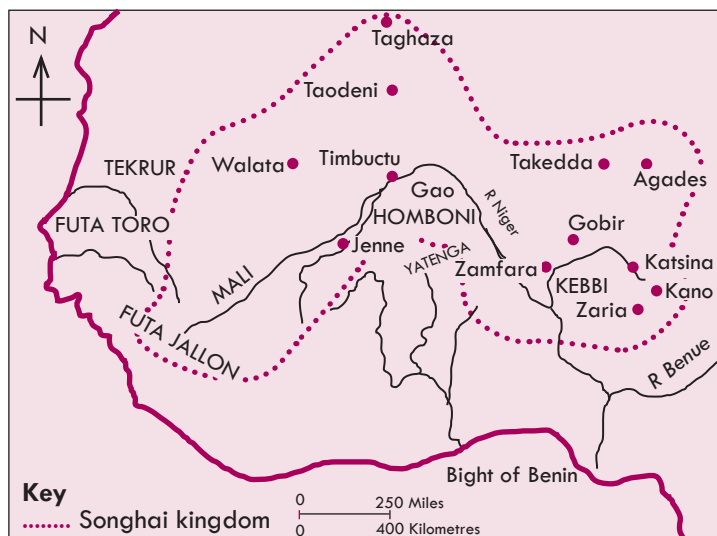 N
Taghaza
Taodeni
TEKRUR
Walata
Timbuctu
Takedda
Agades
Gao
R Niger
FUTA TORO
HOMBONI
Gobir
Jenne
YATENGA
Zamfara
Katsina
MALI
KEBBI
Kano
Zaria
FUTA JALLON
R Benue
Bight of Benin
Key
0 250 Miles
Songhai kingdom
0 400 Kilometres